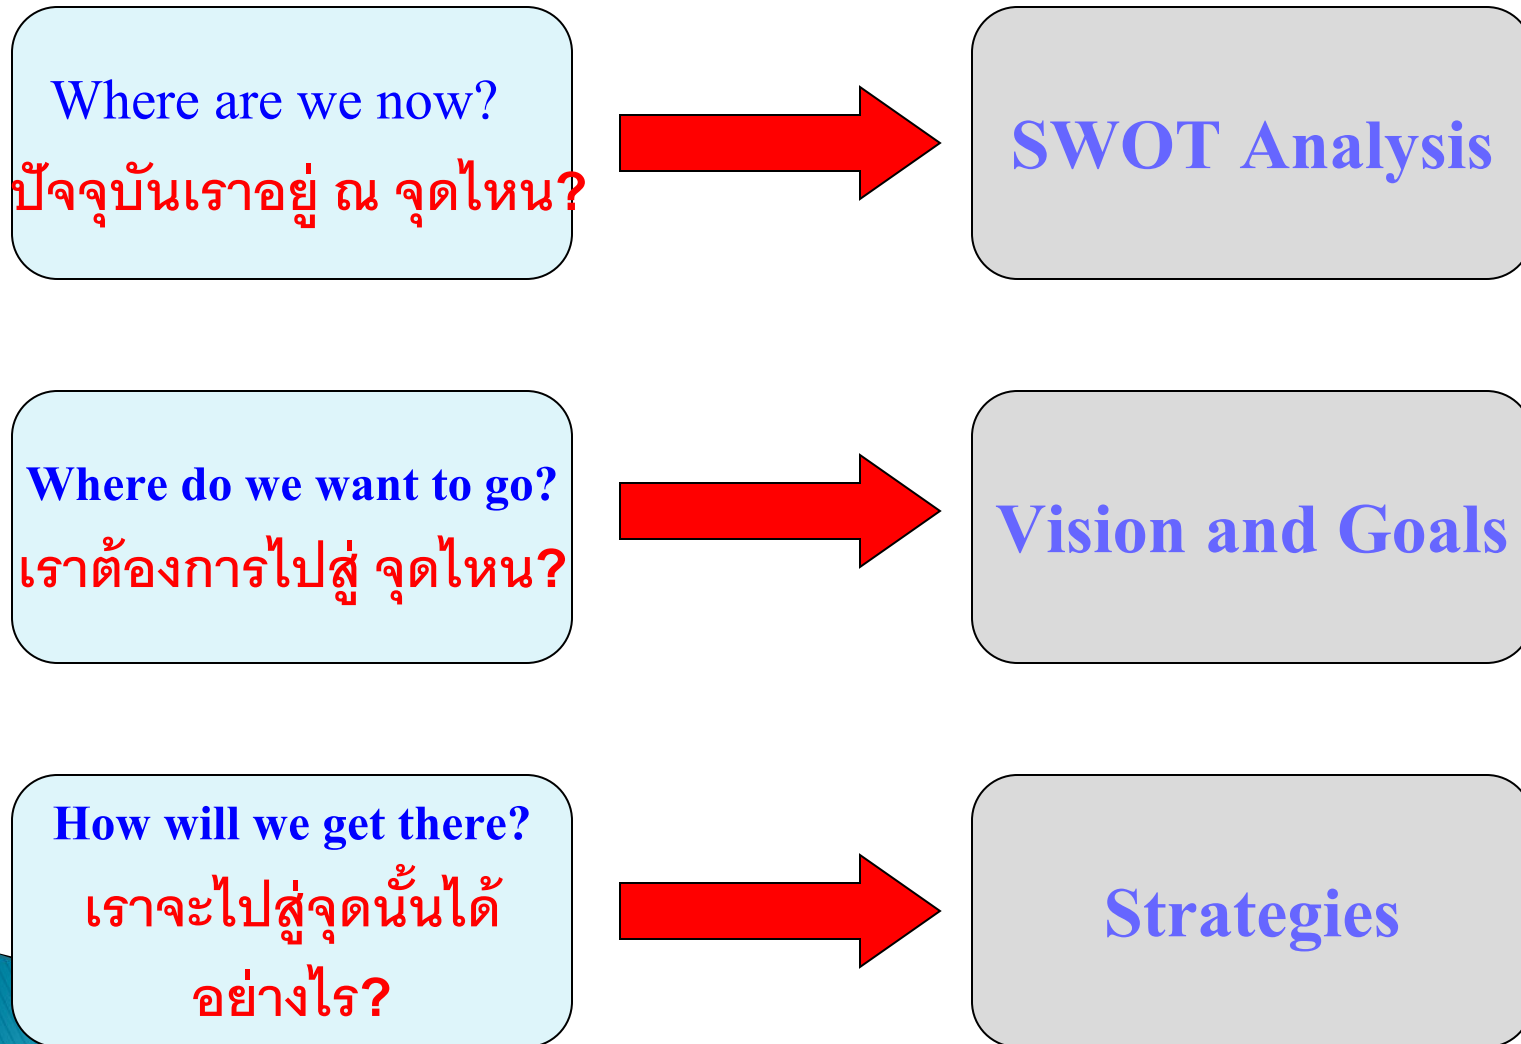 Where are we now?
ปัจจุบันเราอยู่ ณ จุดไหน?
SWOT Analysis
Where do we want to go?
เราต้องการไปสู่ จุดไหน?
Vision and Goals
How will we get there?
เราจะไปสู่จุดนั้นได้
อย่างไร?
Strategies